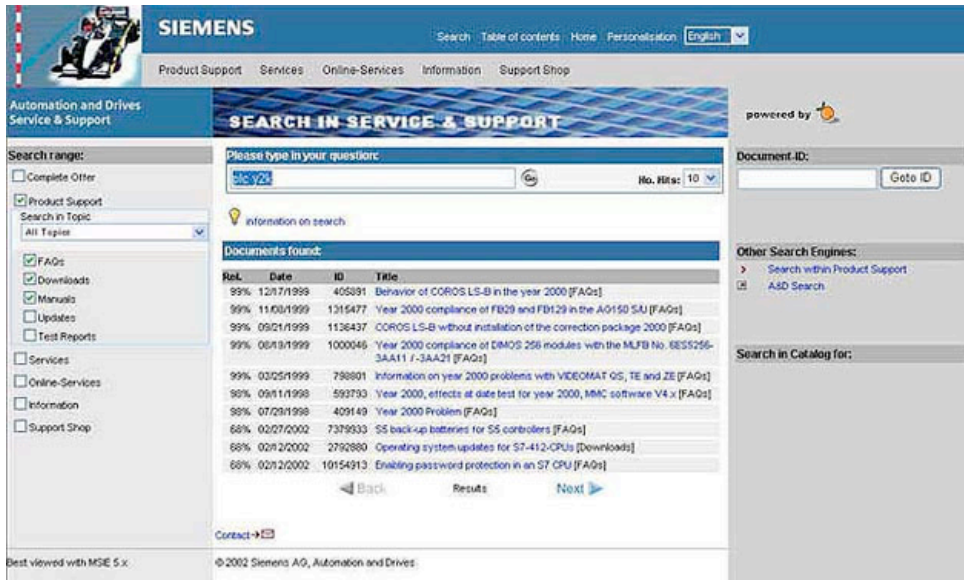 SIEMENS
Search Table of contents Home Personalisation English
Product Support Services Online-Services Information Support Shop
Automation and Drives
Service & Support
SEARCH IN SERVICE & SUPPORT
powered by
Search range:
Complete Offer
Product Support
Search in Topic
All Topics
FAQs
Downloads
Manuals
Updates
Test Reports
Services
Online-Services
Information
Support Shop
Please type in your question:
plc y2k
Go
No. Hits: 10
information on search
Documents found:
Rel. Date ID Title
99% 12/17/1999 405891 Behavior of COROS LS-B in the year 2000 [FAQs]
99% 11/08/1999 1315477 Year 2000 compliance of FB29 and FB129 in the AG150 S/U [FAQs]
99% 09/21/1999 1136437 COROS LS-B without installation of the correction package 2000 [FAQs]
99% 08/19/1999 1000046 Year 2000 compliance of DIMOS 256 modules with the MLFB No. 6ES5256-
3AA11 / -3AA21 [FAQs]
99% 03/25/1999 798801 Information on year 2000 problems with VIDEOMAT QS, TE and ZE [FAQs]
98% 09/11/1998 593793 Year 2000, effects at date test for year 2000, MMC software V4.x [FAQs]
98% 07/29/1998 409149 Year 2000 Problem [FAQs]
68% 02/27/2002 7379933 S5 back-up batteries for S5 controllers [FAQs]
68% 02/12/2002 2792880 Operating system updates for S7-412-CPUs [Downloads]
68% 02/12/2002 10154913 Enabling password protection in an S7 CPU [FAQs]
Back Results Next
Contact
Document-ID:
Goto ID
Other Search Engines:
Search within Product Support
A&D Search
Search in Catalog for:
Best viewed with MSIE 5.x
© 2002 Siemens AG, Automation and Drives